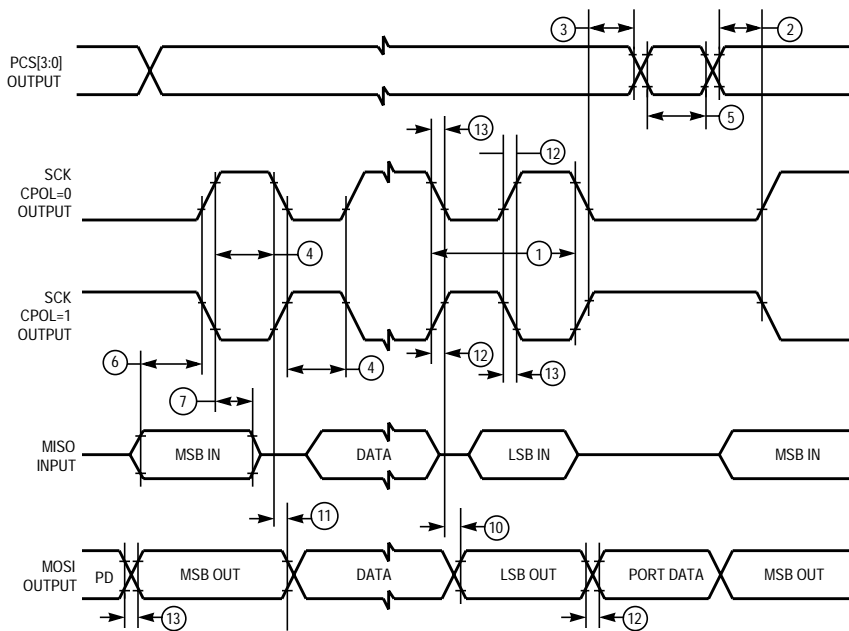 3
2
PCS[3:0]
OUTPUT
5
13
12
SCK
CPOL=0
OUTPUT
4
1
SCK
CPOL=1
OUTPUT
6
12
4
13
7
MISO
INPUT
MSB IN
DATA
LSB IN
MSB IN
11
10
MOSI
OUTPUT
PD
MSB OUT
DATA
LSB OUT
PORT DATA
MSB OUT
13
12